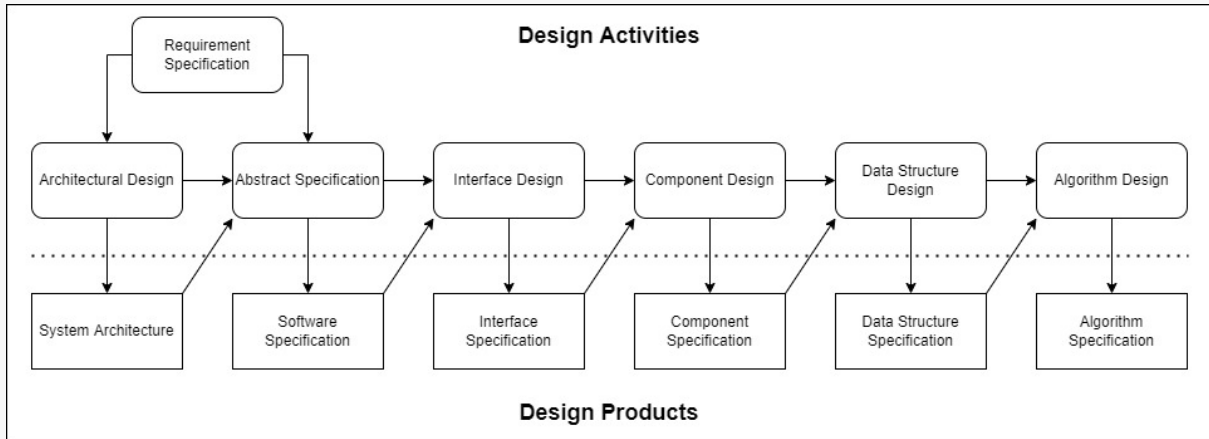 Design Activities
Requirement
Specification
Architectural Design
Abstract Specification
Interface Design
Component Design
Data Structure
Design
Algorithm Design
System Architecture
Software
Specification
Interface
Specification
Component
Specification
Data Structure
Specification
Algorithm
Specification
Design Products